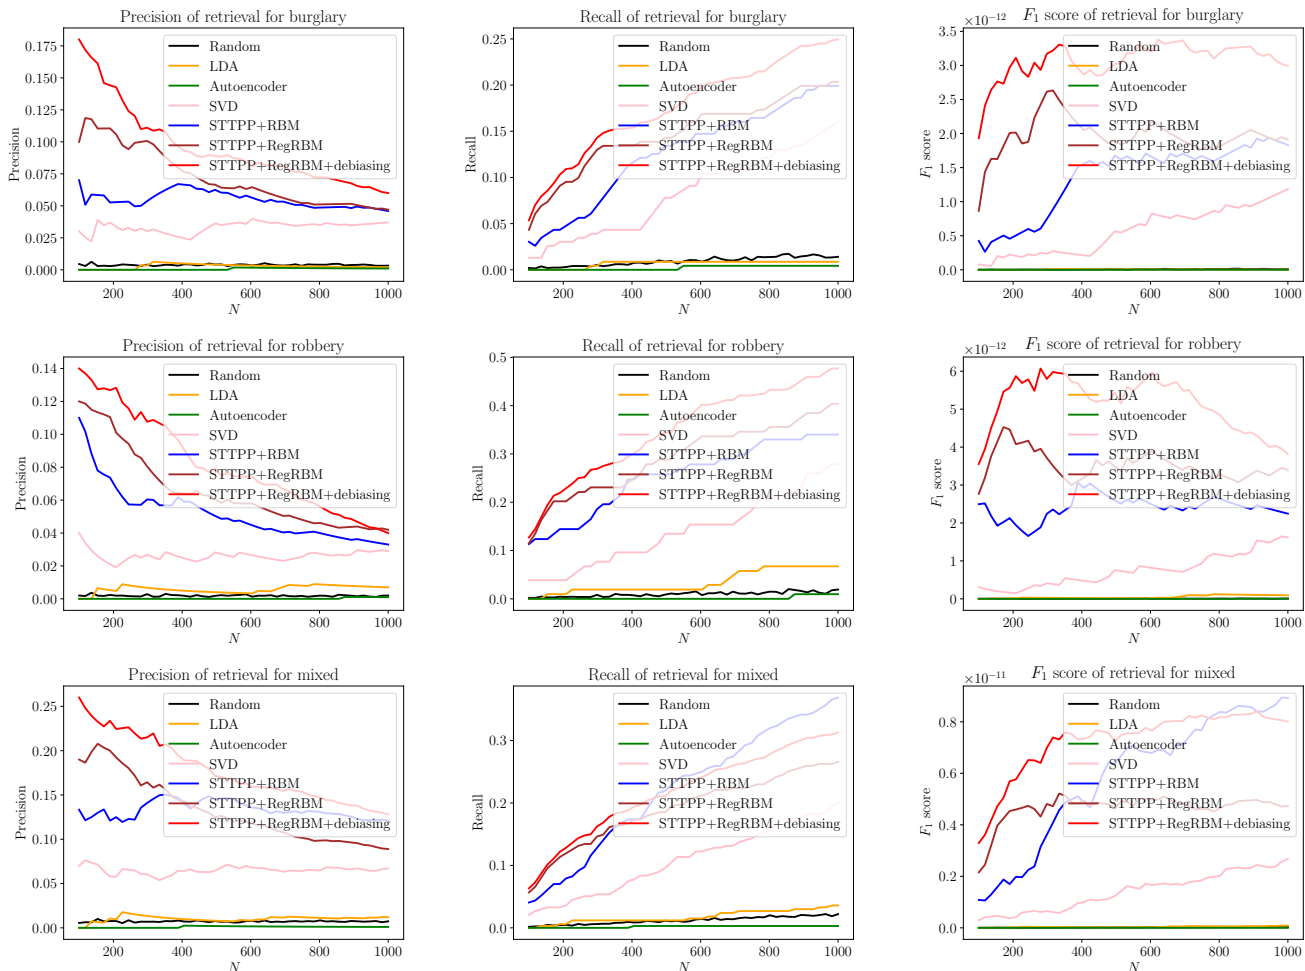 Precision of retrieval for burglary
Precision
0.175
0.150
0.125
0.100
0.075
0.050
0.025
0.000
200 400 600 800 1000
N
Random
LDA
Autoencoder
SVD
STTPP+RBM
STTPP+RegRBM
STTPP+RegRBM+debiasing
Recall of retrieval for burglary
Recall
0.25
0.20
0.15
0.10
0.05
0.00
200 400 600 800 1000
N
Random
LDA
Autoencoder
SVD
STTPP+RBM
STTPP+RegRBM
STTPP+RegRBM+debiasing
×10⁻¹²
F₁ score of retrieval for burglary
F₁ score
3.5
3.0
2.5
2.0
1.5
1.0
0.5
0.0
200 400 600 800 1000
N
Random
LDA
Autoencoder
SVD
STTPP+RBM
STTPP+RegRBM
STTPP+RegRBM+debiasing
Precision of retrieval for robbery
Precision
0.14
0.12
0.10
0.08
0.06
0.04
0.02
0.00
200 400 600 800 1000
N
Random
LDA
Autoencoder
SVD
STTPP+RBM
STTPP+RegRBM
STTPP+RegRBM+debiasing
Recall of retrieval for robbery
Recall
0.5
0.4
0.3
0.2
0.1
0.0
200 400 600 800 1000
N
Random
LDA
Autoencoder
SVD
STTPP+RBM
STTPP+RegRBM
STTPP+RegRBM+debiasing
×10⁻¹²
F₁ score of retrieval for robbery
F₁ score
6
5
4
3
2
1
0
200 400 600 800 1000
N
Random
LDA
Autoencoder
SVD
STTPP+RBM
STTPP+RegRBM
STTPP+RegRBM+debiasing
Precision of retrieval for mixed
Precision
0.25
0.20
0.15
0.10
0.05
0.00
200 400 600 800 1000
N
Random
LDA
Autoencoder
SVD
STTPP+RBM
STTPP+RegRBM
STTPP+RegRBM+debiasing
Recall of retrieval for mixed
Recall
0.3
0.2
0.1
0.0
200 400 600 800 1000
N
Random
LDA
Autoencoder
SVD
STTPP+RBM
STTPP+RegRBM
STTPP+RegRBM+debiasing
×10⁻¹¹
F₁ score of retrieval for mixed
F₁ score
0.8
0.6
0.4
0.2
0.0
200 400 600 800 1000
N
Random
LDA
Autoencoder
SVD
STTPP+RBM
STTPP+RegRBM
STTPP+RegRBM+debiasing